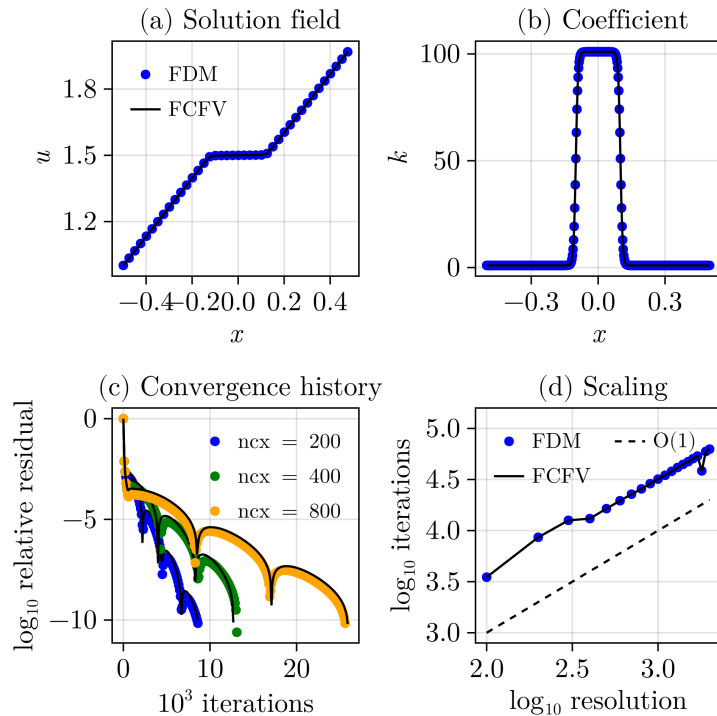 (a) Solution field
1.8
1.5
1.2
u
FDM
FCFV
−0.4
−0.2
0.0
0.2
0.4
x
(b) Coefficient
100
50
0
k
−0.3
0.0
0.3
x
(c) Convergence history
0
−5
−10
log₁₀ relative residual
ncx = 200
ncx = 400
ncx = 800
0
10
20
10³ iterations
(d) Scaling
5.0
4.5
4.0
3.5
3.0
log₁₀ iterations
FDM
FCFV
O(1)
2.0
2.5
3.0
log₁₀ resolution